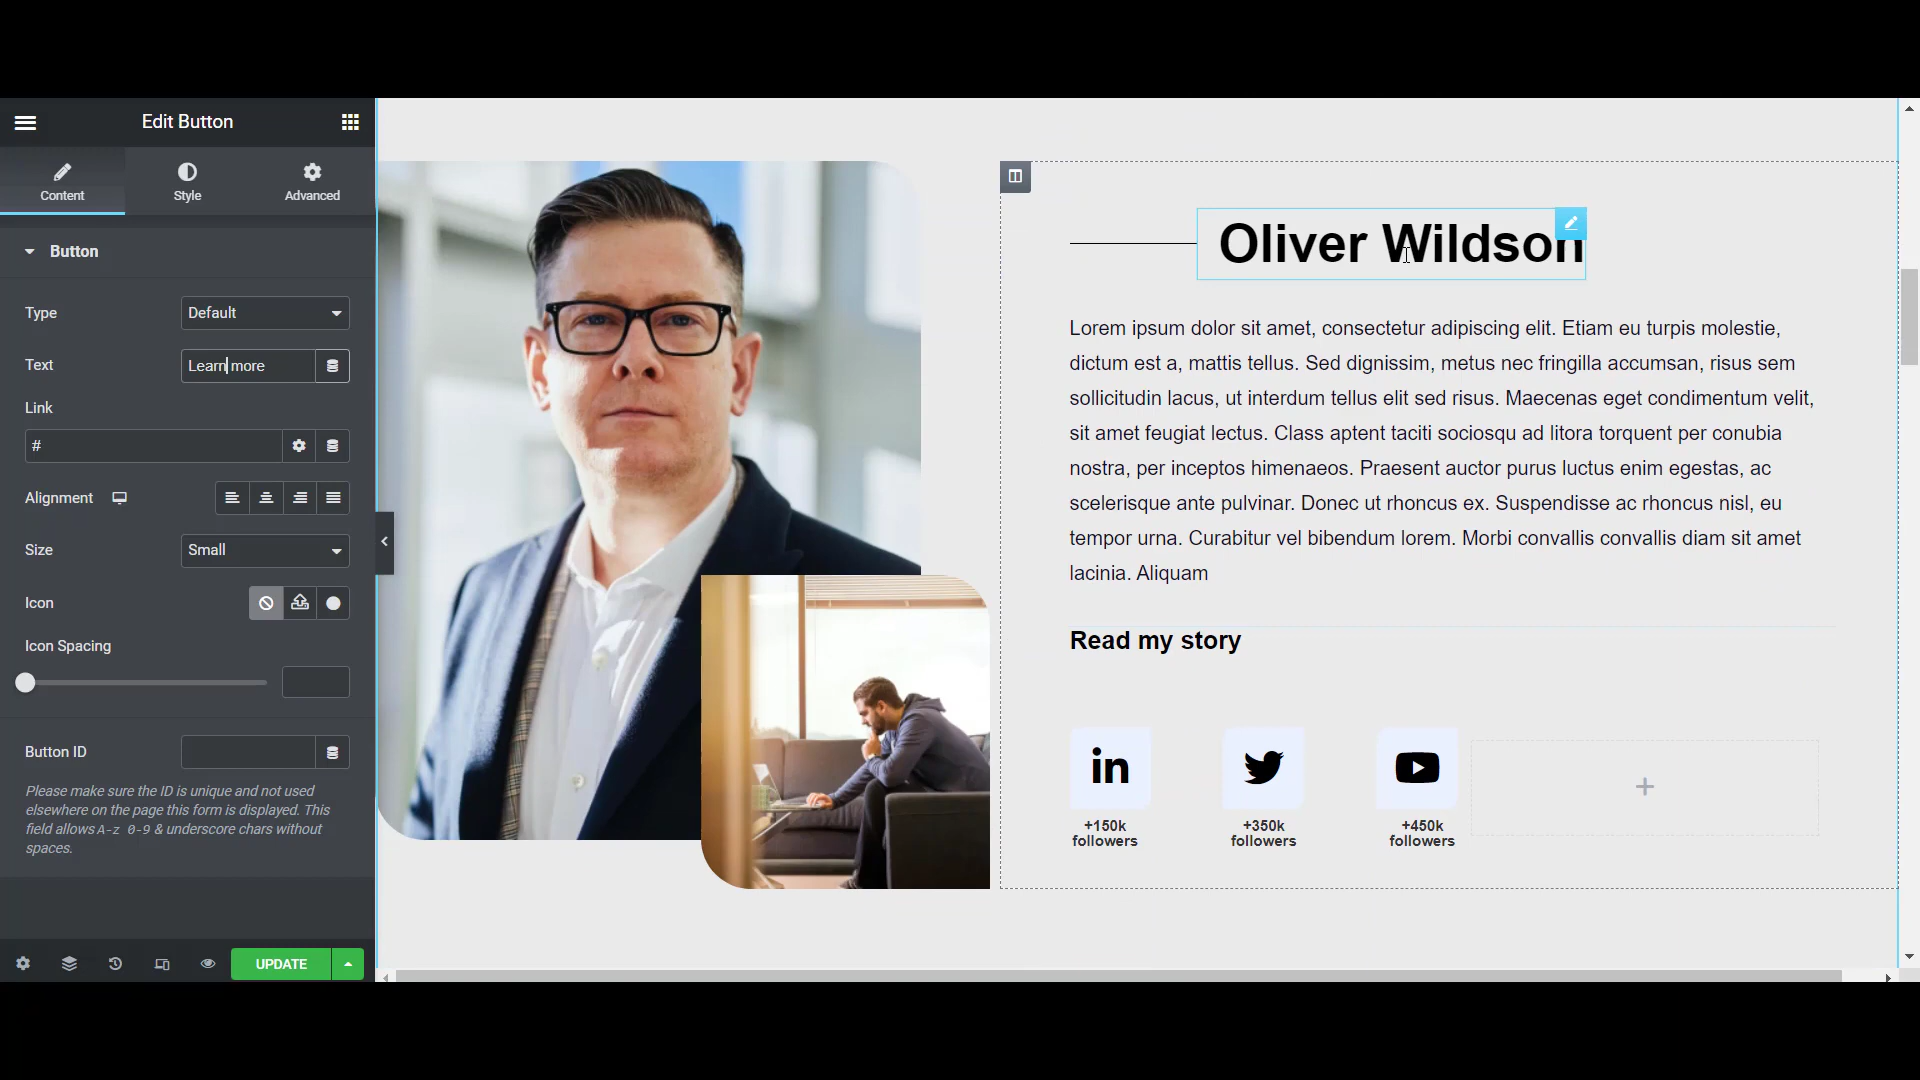 Edit Button
Content
Style
Advanced
Button
Type
Default
Text
Learn more
Link
#
Alignment
Size
Small
Icon
Icon Spacing
Button ID
Please make sure the ID is unique and not used
elsewhere on the page this form is displayed. This
field allows A-z 0-9 & underscore chars without
spaces.
UPDATE
Oliver Wildson
Lorem ipsum dolor sit amet, consectetur adipiscing elit. Etiam eu turpis molestie,
dictum est a, mattis tellus. Sed dignissim, metus nec fringilla accumsan, risus sem
sollicitudin lacus, ut interdum tellus elit sed risus. Maecenas eget condimentum velit,
sit amet feugiat lectus. Class aptent taciti sociosqu ad litora torquent per conubia
nostra, per inceptos himenaeos. Praesent auctor purus luctus enim egestas, ac
scelerisque ante pulvinar. Donec ut rhoncus ex. Suspendisse ac rhoncus nisl, eu
tempor urna. Curabitur vel bibendum lorem. Morbi convallis convallis diam sit amet
lacinia. Aliquam
Read my story
in
+150k
followers
+350k
followers
+450k
followers